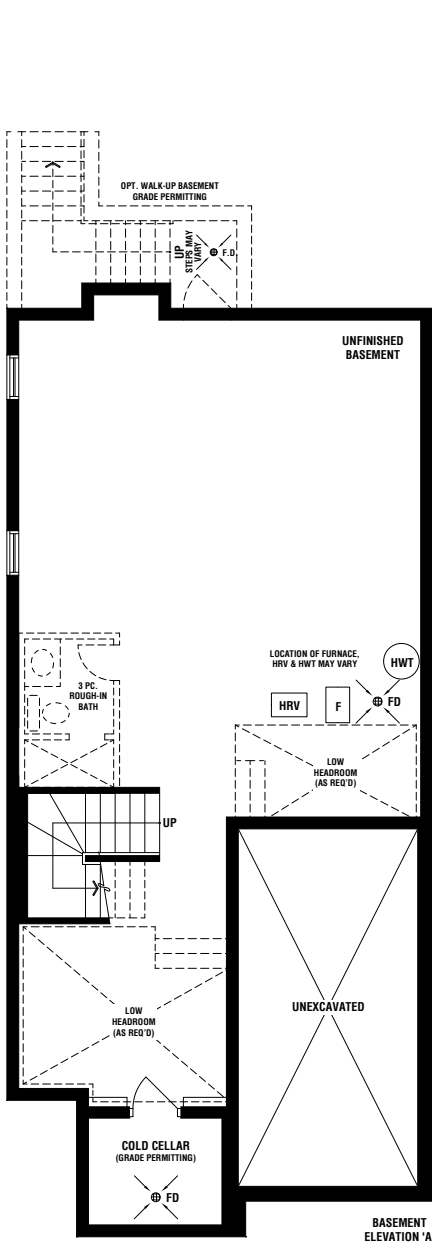 OPT. WALK-UP BASEMENT
GRADE PERMITTING
UP
STEPS MAY
VARY
F.D.
UNFINISHED
BASEMENT
LOCATION OF FURNACE,
HRV & HWT MAY VARY
HWT
3 PC.
ROUGH-IN
BATH
HRV
F
FD
LOW
HEADROOM
(AS REQ'D)
UP
UNEXCAVATED
LOW
HEADROOM
(AS REQ'D)
COLD CELLAR
(GRADE PERMITTING)
FD
BASEMENT
ELEVATION 'A